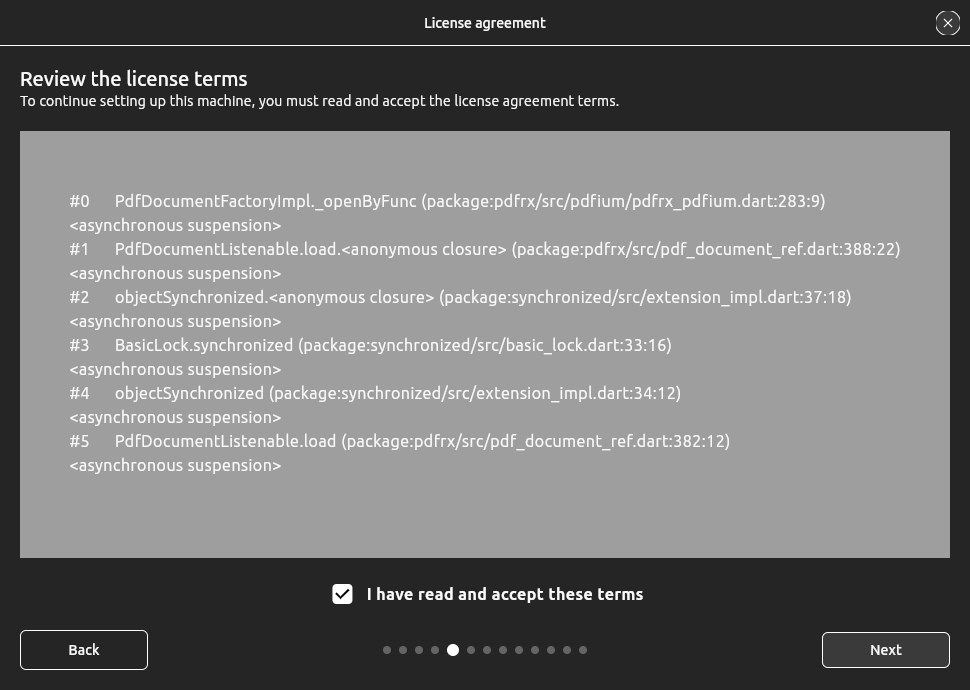 License agreement
Review the license terms
To continue setting up this machine, you must read and accept the license agreement terms.
#0 PdfDocumentFactoryImpl._openByFunc (package:pdfrx/src/pdfium/pdfrx_pdfium.dart:283:9)
<asynchronous suspension>
#1 PdfDocumentListenable.load.<anonymous closure> (package:pdfrx/src/pdf_document_ref.dart:388:22)
<asynchronous suspension>
#2 objectSynchronized.<anonymous closure> (package:synchronized/src/extension_impl.dart:37:18)
<asynchronous suspension>
#3 BasicLock.synchronized (package:synchronized/src/basic_lock.dart:33:16)
<asynchronous suspension>
#4 objectSynchronized (package:synchronized/src/extension_impl.dart:34:12)
<asynchronous suspension>
#5 PdfDocumentListenable.load (package:pdfrx/src/pdf_document_ref.dart:382:12)
<asynchronous suspension>
I have read and accept these terms
Back
Next